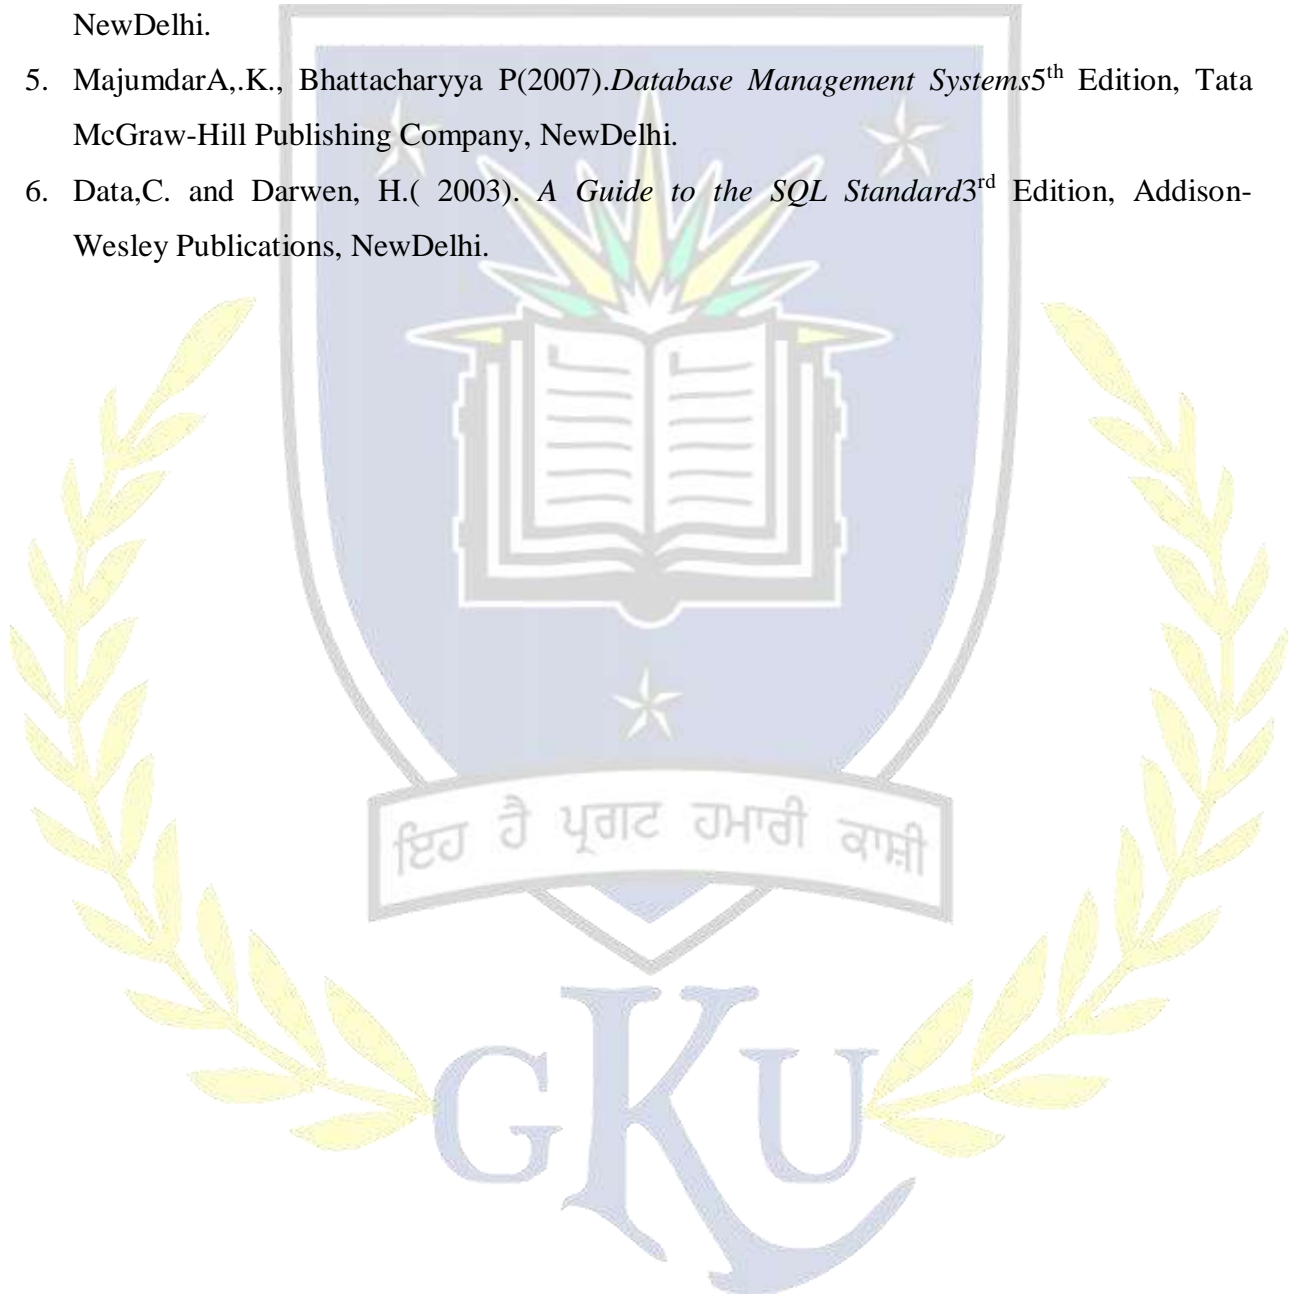 NewDelhi.
5. MajumdarA,.K., Bhattacharyya P(2007).Database Management Systems5th Edition, Tata
McGraw-Hill Publishing Company, NewDelhi.
6. Data,C. and Darwen, H.( 2003). A Guide to the SQL Standard3rd Edition, Addison-
Wesley Publications, NewDelhi.
ਇਹ ਹੈ ਪ੍ਰਗਟ ਹਮਾਰੀ ਕਾਸ਼ੀ
GKU